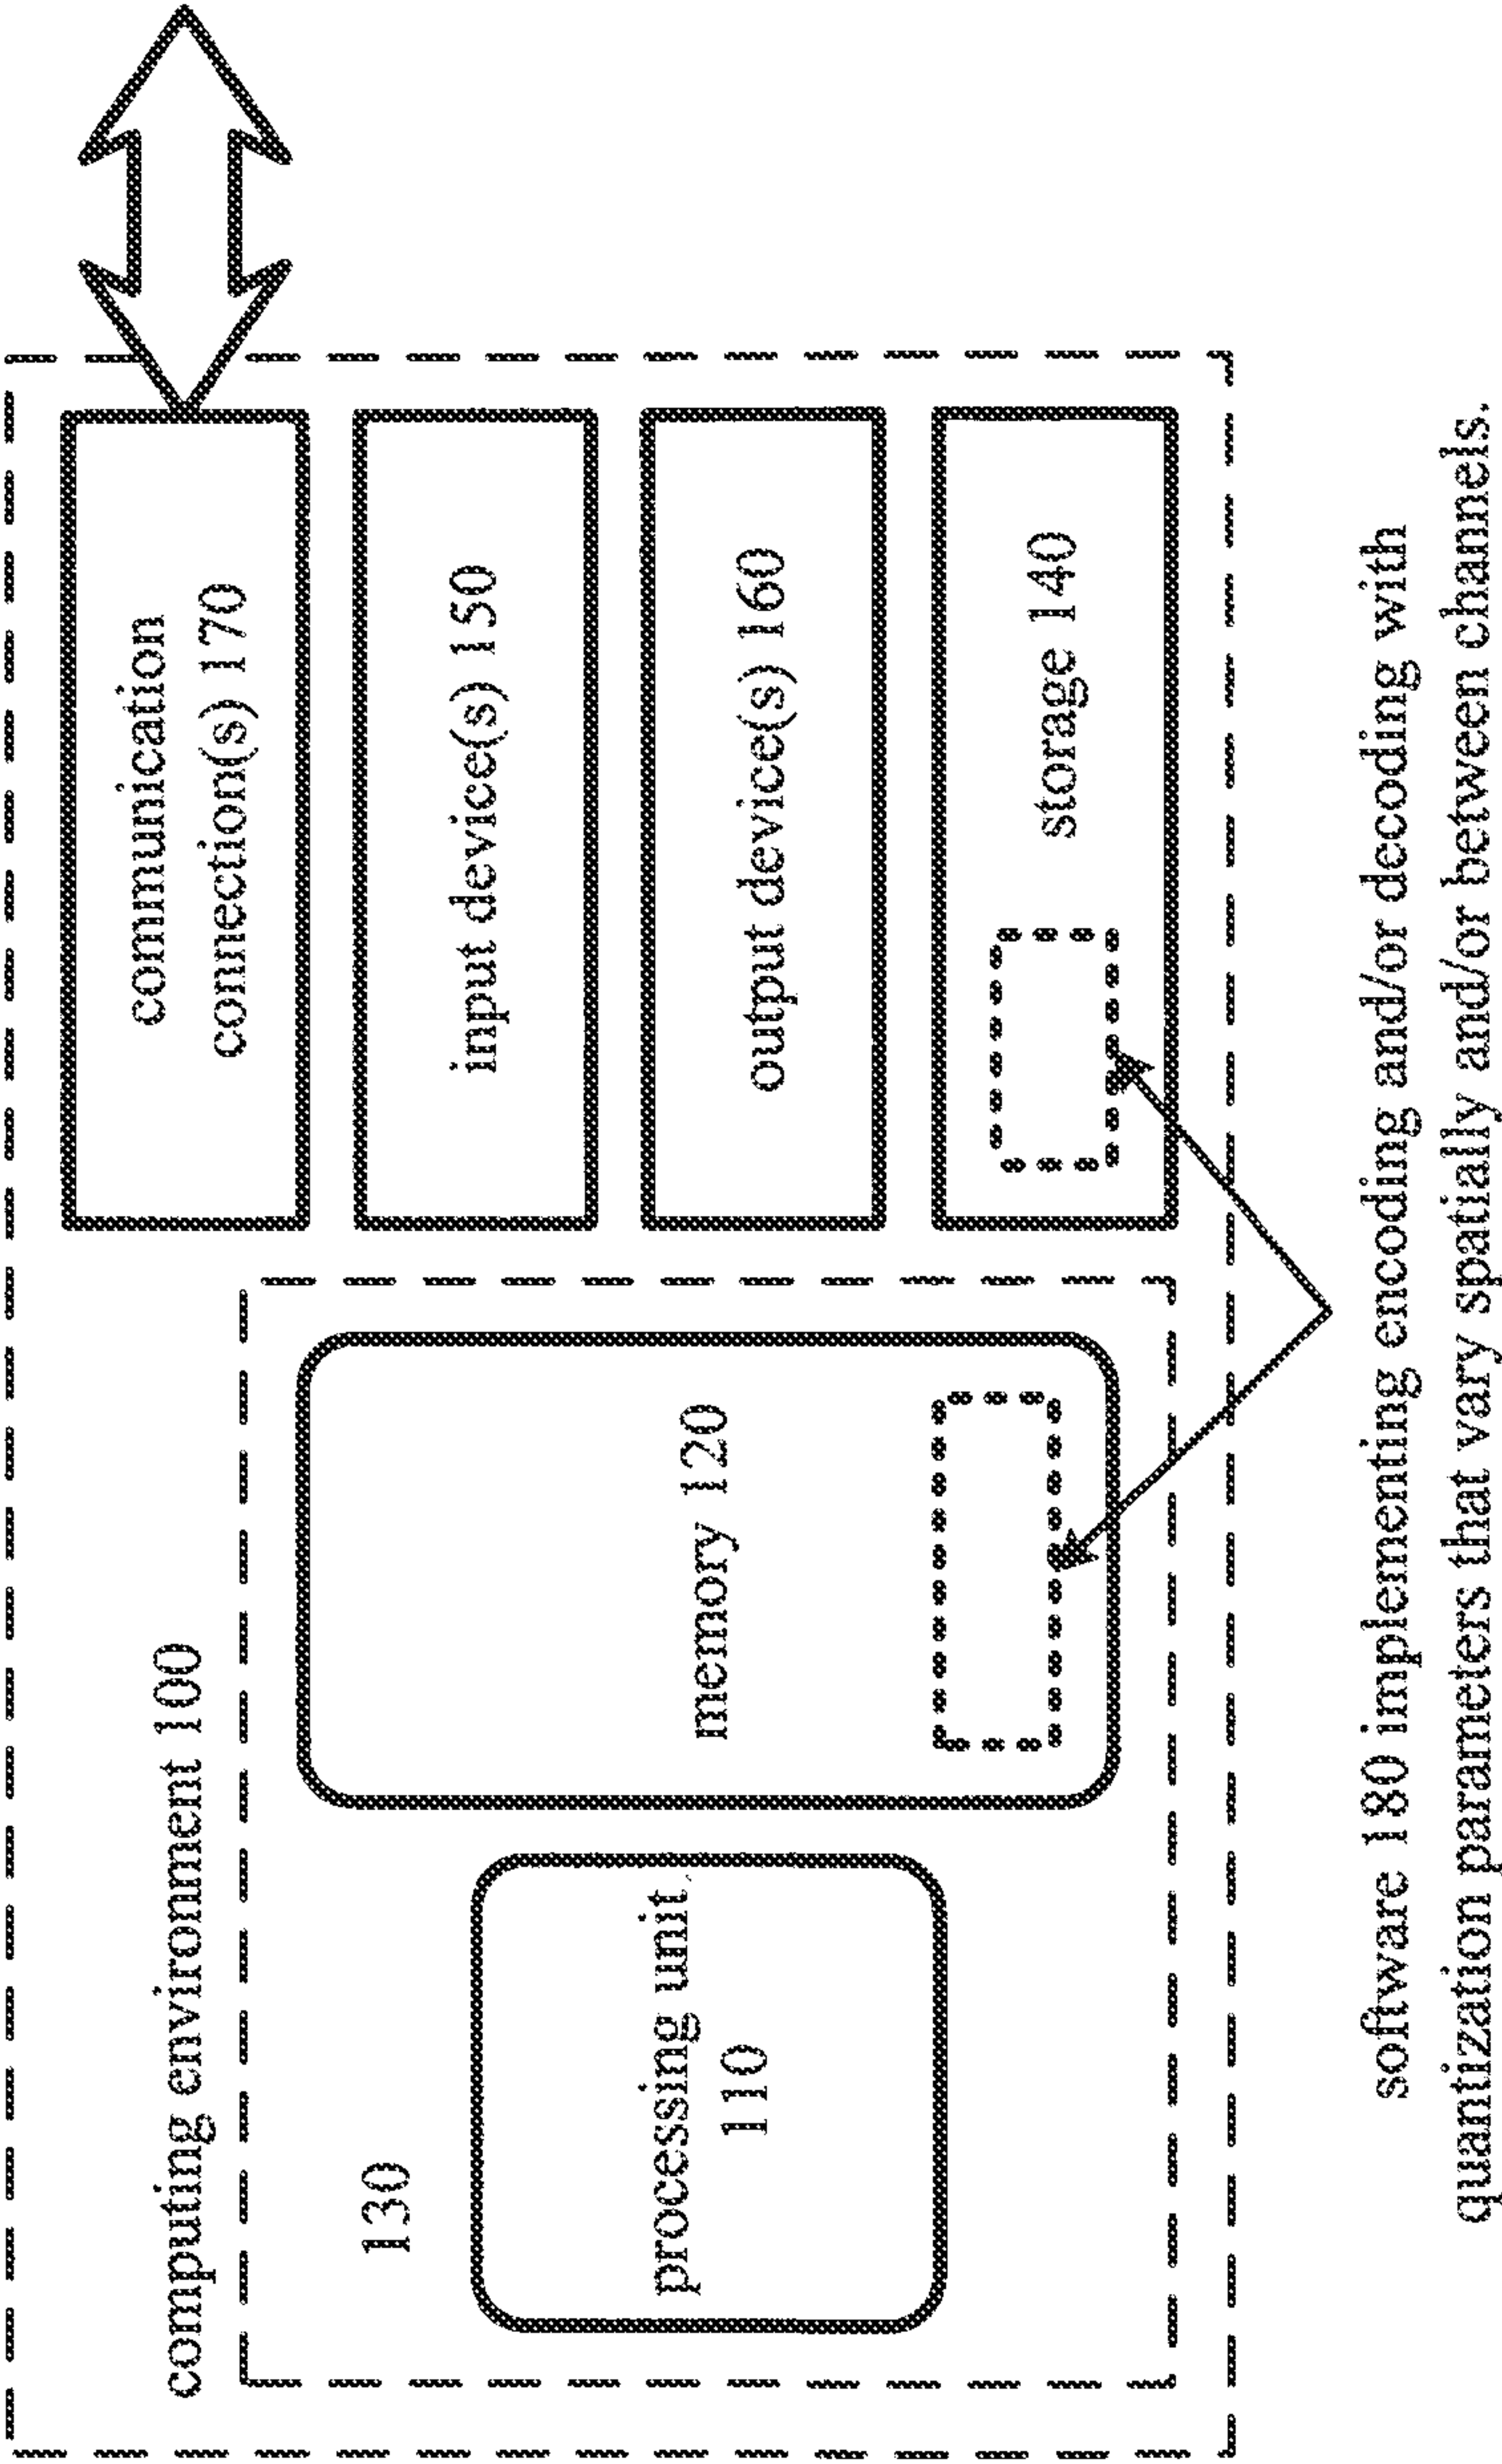 computing environment 100
130
processing unit
110
memory 120
communication
connection(s) 170
input device(s) 150
output device(s) 160
storage 140
software 180 implementing encoding and/or decoding with
quantization parameters that vary spatially and/or between channels.